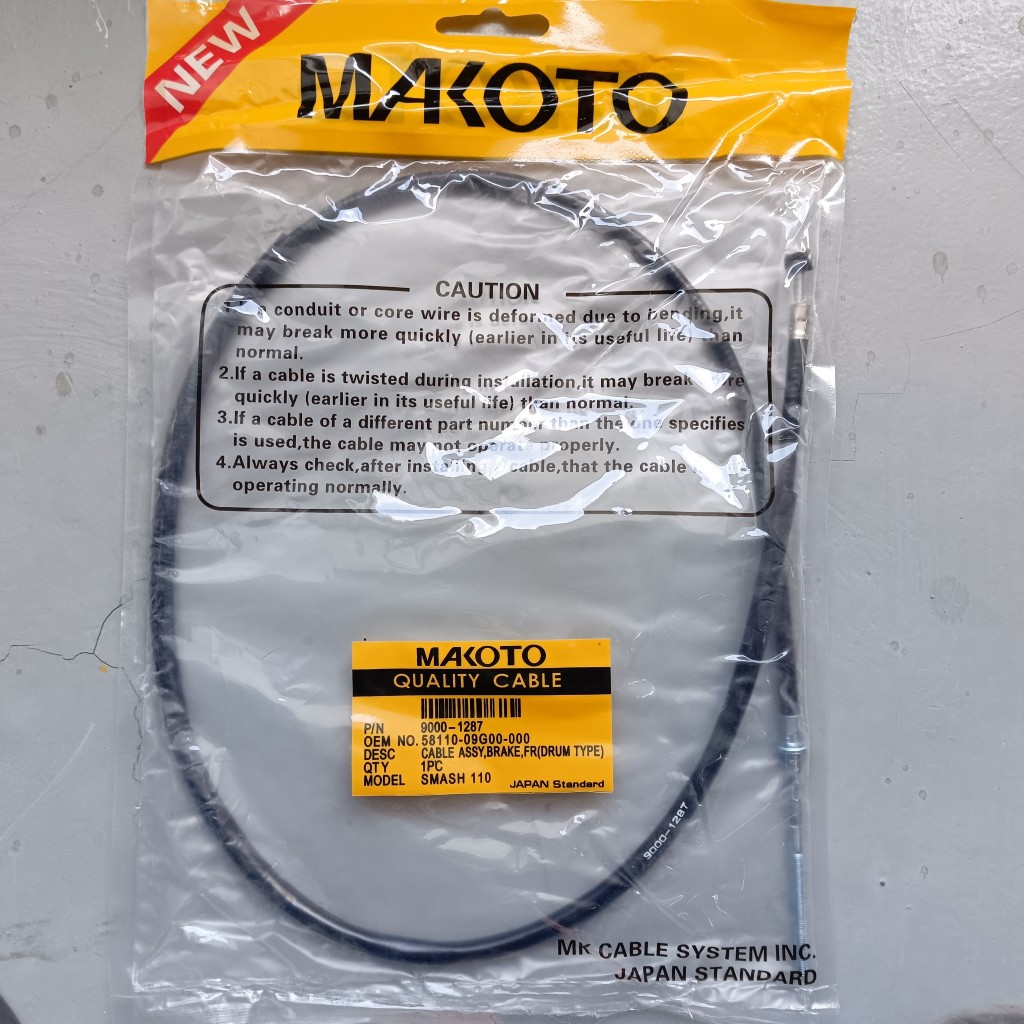 NEW
MAKOTO
CAUTION
conduit or core wire is deformed due to bending,it
may break more quickly (earlier in its useful life) than
normal.
2.If a cable is twisted during installation,it may break
quickly (earlier in its useful life) than normal.
3.If a cable of a different part number than the one specifies
is used,the cable may not operate properly.
4.Always check,after installing a cable,that the cable
operating normally.
MAKOTO
QUALITY CABLE
P/N 9000-1287
OEM NO. 58110-09G00-000
DESC CABLE ASSY,BRAKE,FR(DRUM TYPE)
QTY 1PC
MODEL SMASH 110
JAPAN Standard
9000-1287
MK CABLE SYSTEM INC.
JAPAN STANDARD